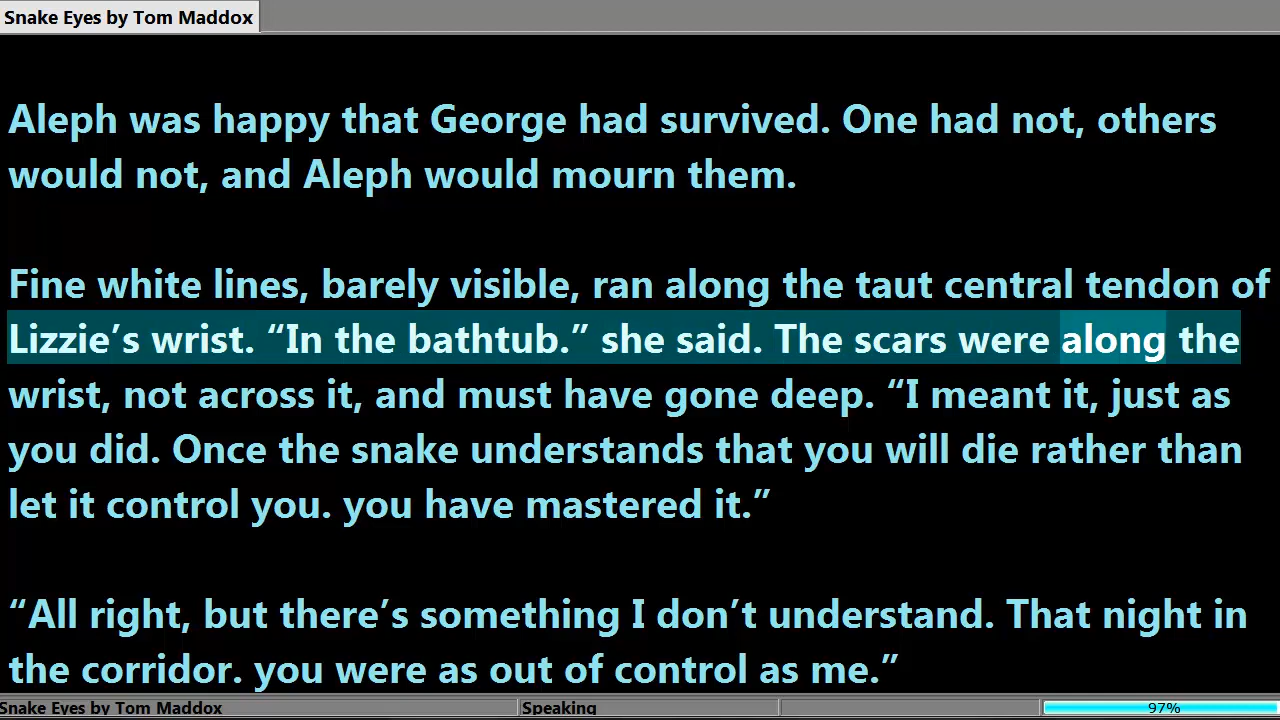 Snake Eyes by Tom Maddox
Aleph was happy that George had survived. One had not, others
would not, and Aleph would mourn them.
Fine white lines, barely visible, ran along the taut central tendon of
Lizzie’s wrist. “In the bathtub.” she said. The scars were along the
wrist, not across it, and must have gone deep. “I meant it, just as
you did. Once the snake understands that you will die rather than
let it control you. you have mastered it.”
“All right, but there’s something I don’t understand. That night in
the corridor. you were as out of control as me.”
Snake Eyes by Tom Maddox
Speaking
97%